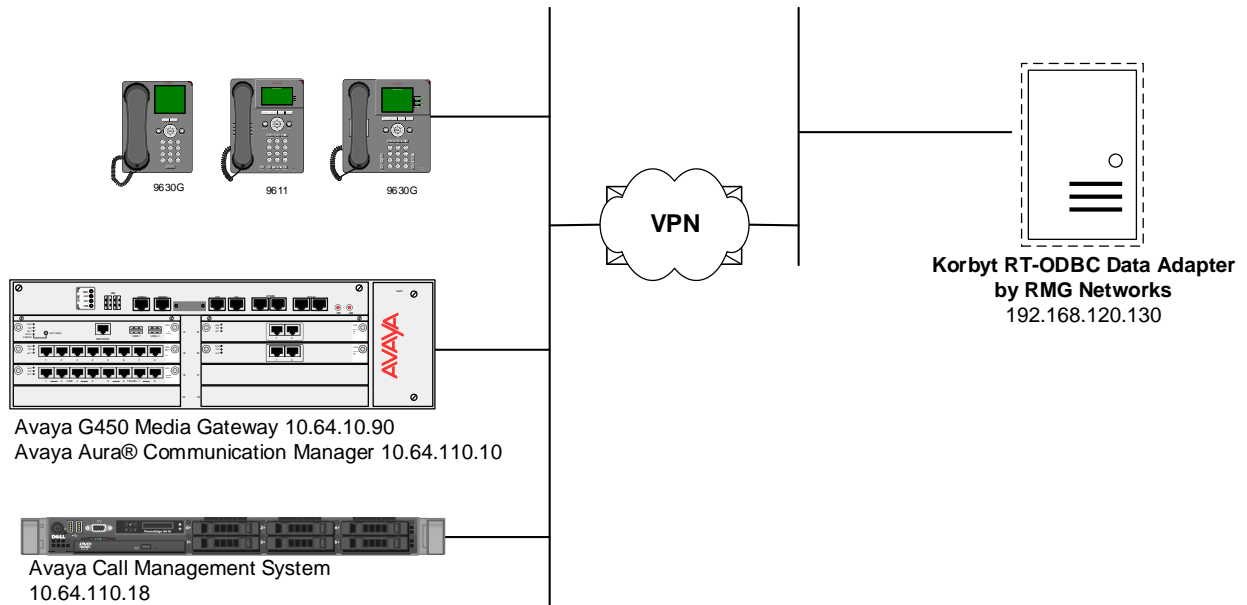 9630G
9611
9630G
VPN
Korbyt RT-ODBC Data Adapter
by RMG Networks
192.168.120.130
AVAYA
Avaya G450 Media Gateway 10.64.10.90
Avaya Aura® Communication Manager 10.64.110.10
DELL
Avaya Call Management System
10.64.110.18